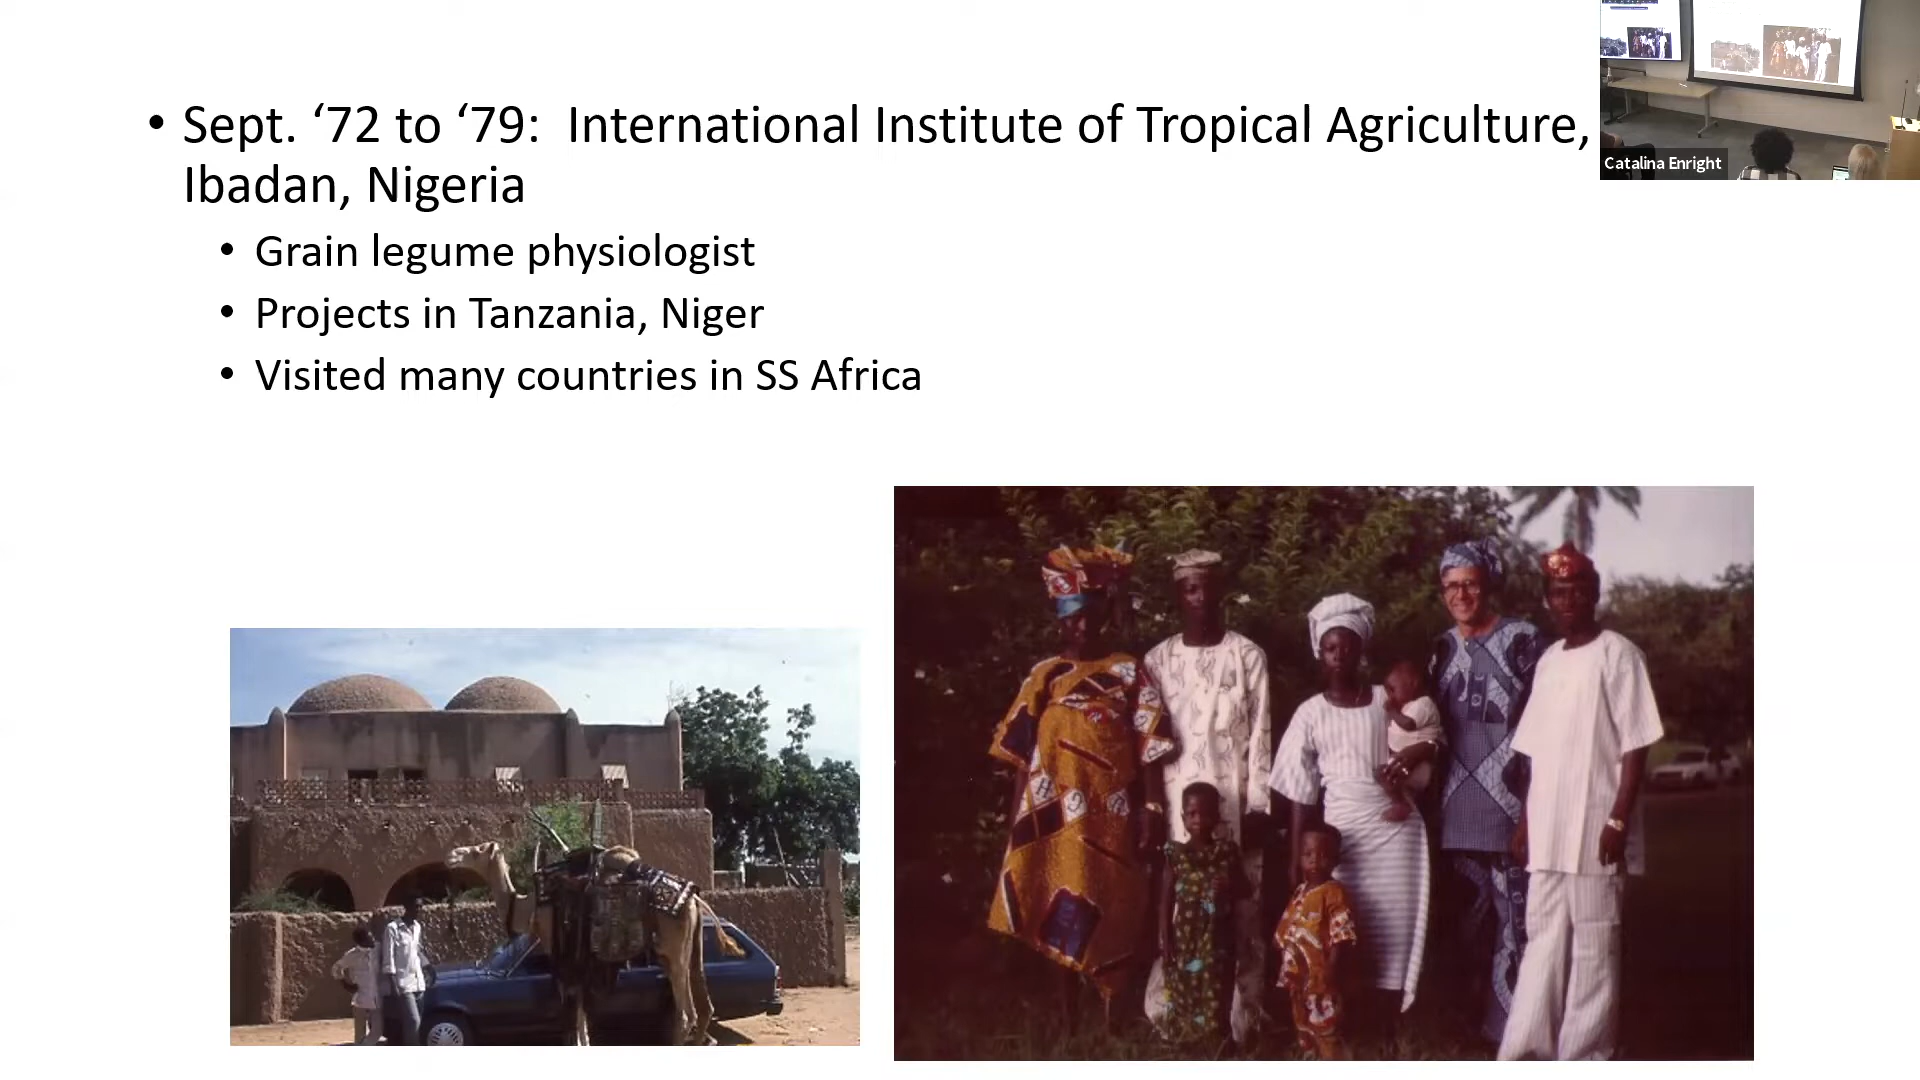 • Sept. ‘72 to ‘79:  International Institute of Tropical Agriculture,
Ibadan, Nigeria
• Grain legume physiologist
• Projects in Tanzania, Niger
• Visited many countries in SS Africa
Catalina Enright